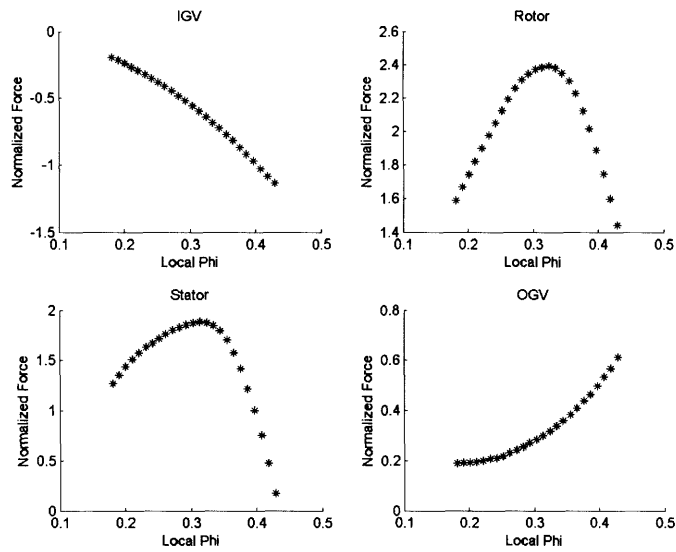 IGV
0
-0.5
-1
-1.5
Normalized Force
0.1 0.2 0.3 0.4 0.5
Local Phi
Rotor
2.6
2.4
2.2
2
1.8
1.6
1.4
Normalized Force
0.1 0.2 0.3 0.4 0.5
Local Phi
Stator
2
1.5
1
0.5
0
Normalized Force
0.1 0.2 0.3 0.4 0.5
Local Phi
OGV
0.8
0.6
0.4
0.2
0
Normalized Force
0.1 0.2 0.3 0.4 0.5
Local Phi